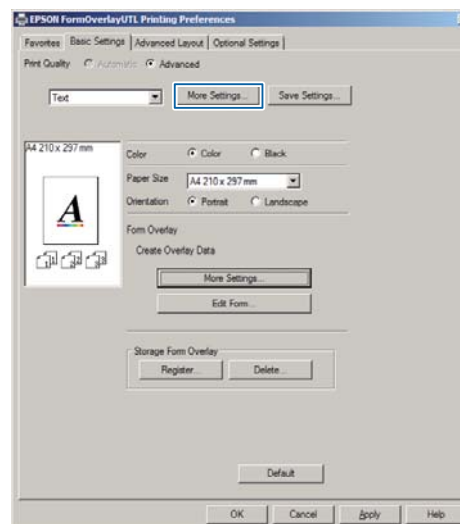 EPSON FormOverlayUTL Printing Preferences
Favorites Basic Settings Advanced Layout Optional Settings
Print Quality Automatic Advanced
Text More Settings... Save Settings...
A4 210 x 297 mm
Color Color Black
Paper Size A4 210 x 297 mm
Orientation Portrait Landscape
A
Form Overlay
Create Overlay Data
More Settings...
Edit Form...
Storage Form Overlay
Register... Delete...
Default
OK Cancel Apply Help